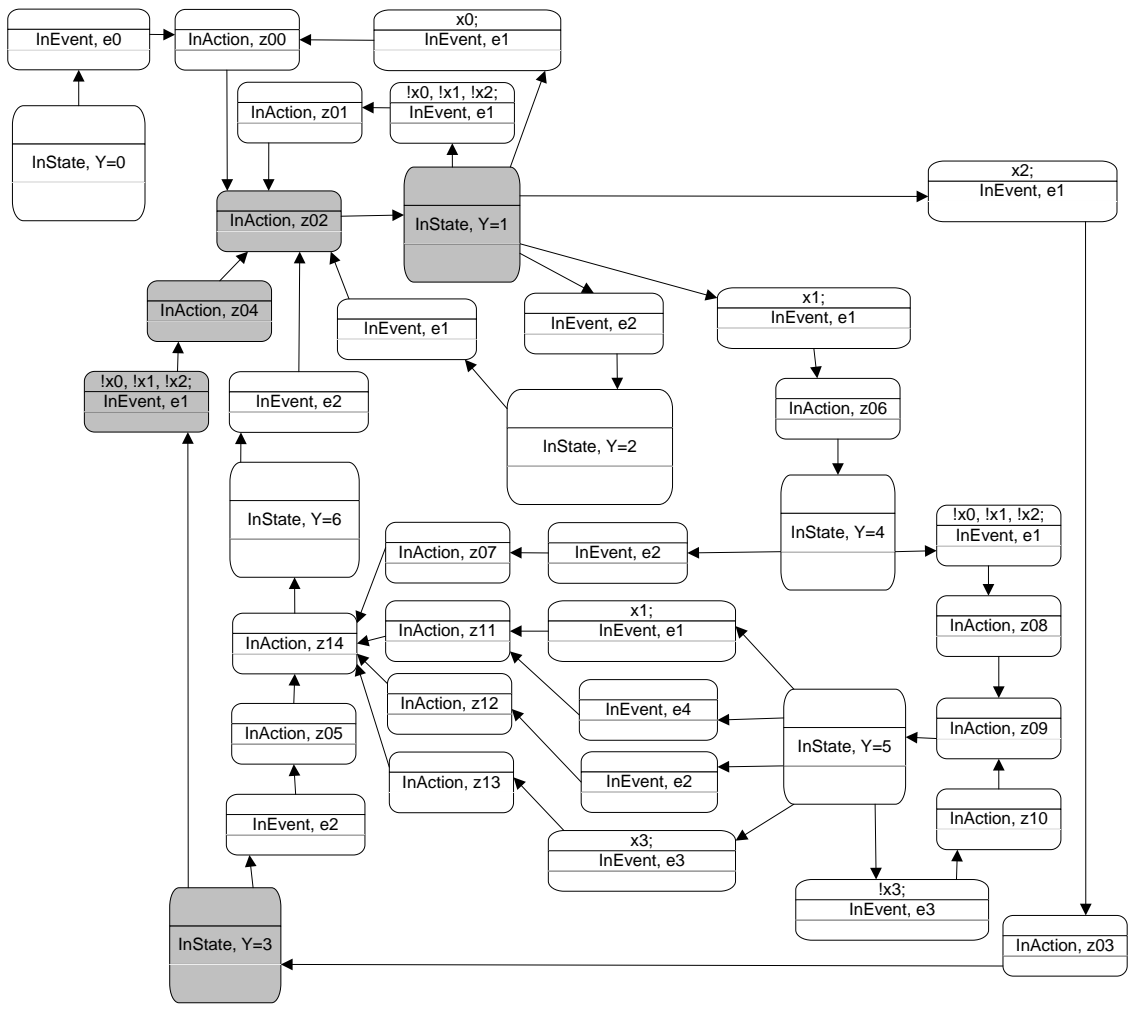 InEvent, e0
InAction, z00
x0;
InEvent, e1
InAction, z01
!x0, !x1, !x2;
InEvent, e1
InState, Y=0
x2;
InEvent, e1
InAction, z02
InState, Y=1
InAction, z04
InEvent, e1
InEvent, e2
x1;
InEvent, e1
!x0, !x1, !x2;
InEvent, e1
InEvent, e2
InAction, z06
InState, Y=2
InState, Y=6
InState, Y=4
!x0, !x1, !x2;
InEvent, e1
InAction, z07
InEvent, e2
InAction, z14
InAction, z11
x1;
InEvent, e1
InAction, z08
InAction, z12
InEvent, e4
InAction, z05
InState, Y=5
InAction, z09
InAction, z13
InEvent, e2
InEvent, e2
x3;
InEvent, e3
InAction, z10
!x3;
InEvent, e3
InState, Y=3
InAction, z03